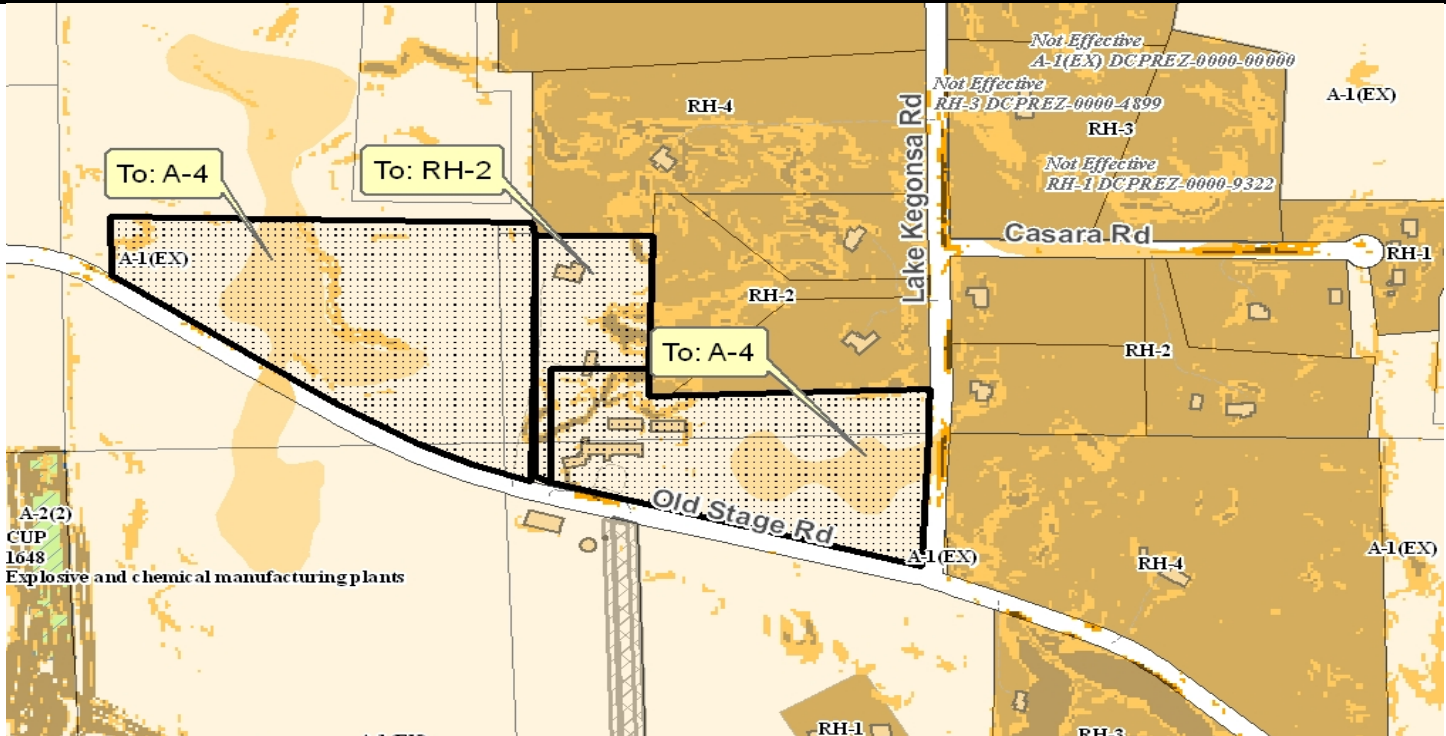 Not Effective
A-1(EX) DCPREZ-0000-00000
Not Effective
RH-3 DCPREZ-0000-4899
A-1(EX)
RH-4
RH-3
Not Effective
RH-1 DCPREZ-0000-9322
To: A-4
To: RH-2
Lake Kegonsa Rd
Casara Rd
RH-1
A-1(EX)
RH-2
To: A-4
RH-2
Old Stage Rd
A-2(2)
CUP
1648
Explosive and chemical manufacturing plants
A-1(EX)
RH-4
A-1(EX)
RH-1
RH-3